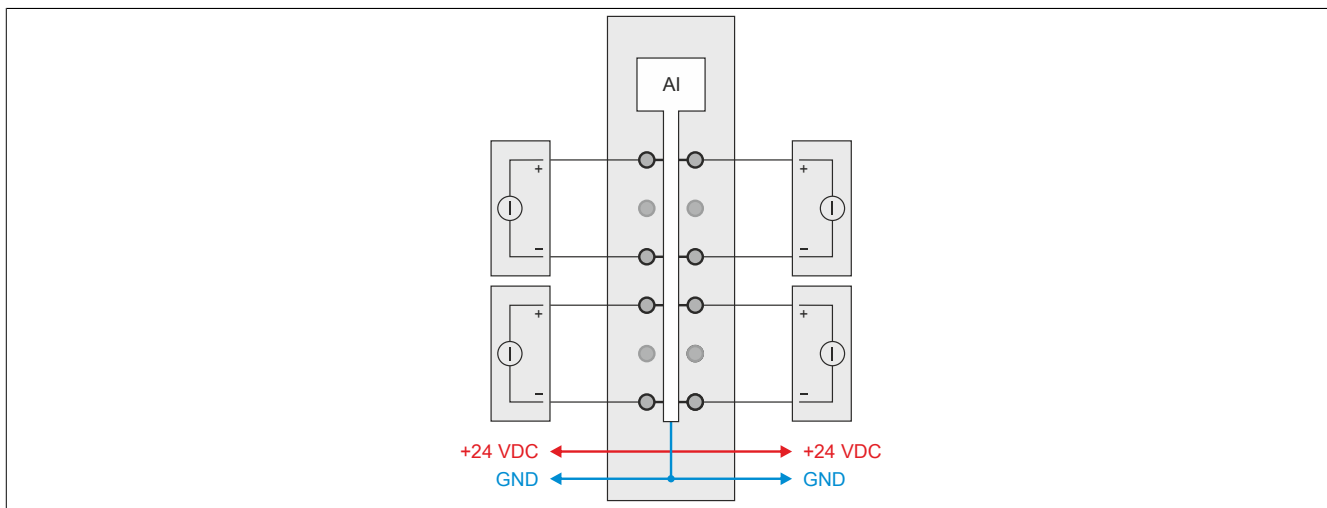 AI
+ +
I I
− −
+ +
I I
− −
+24 VDC +24 VDC
GND GND